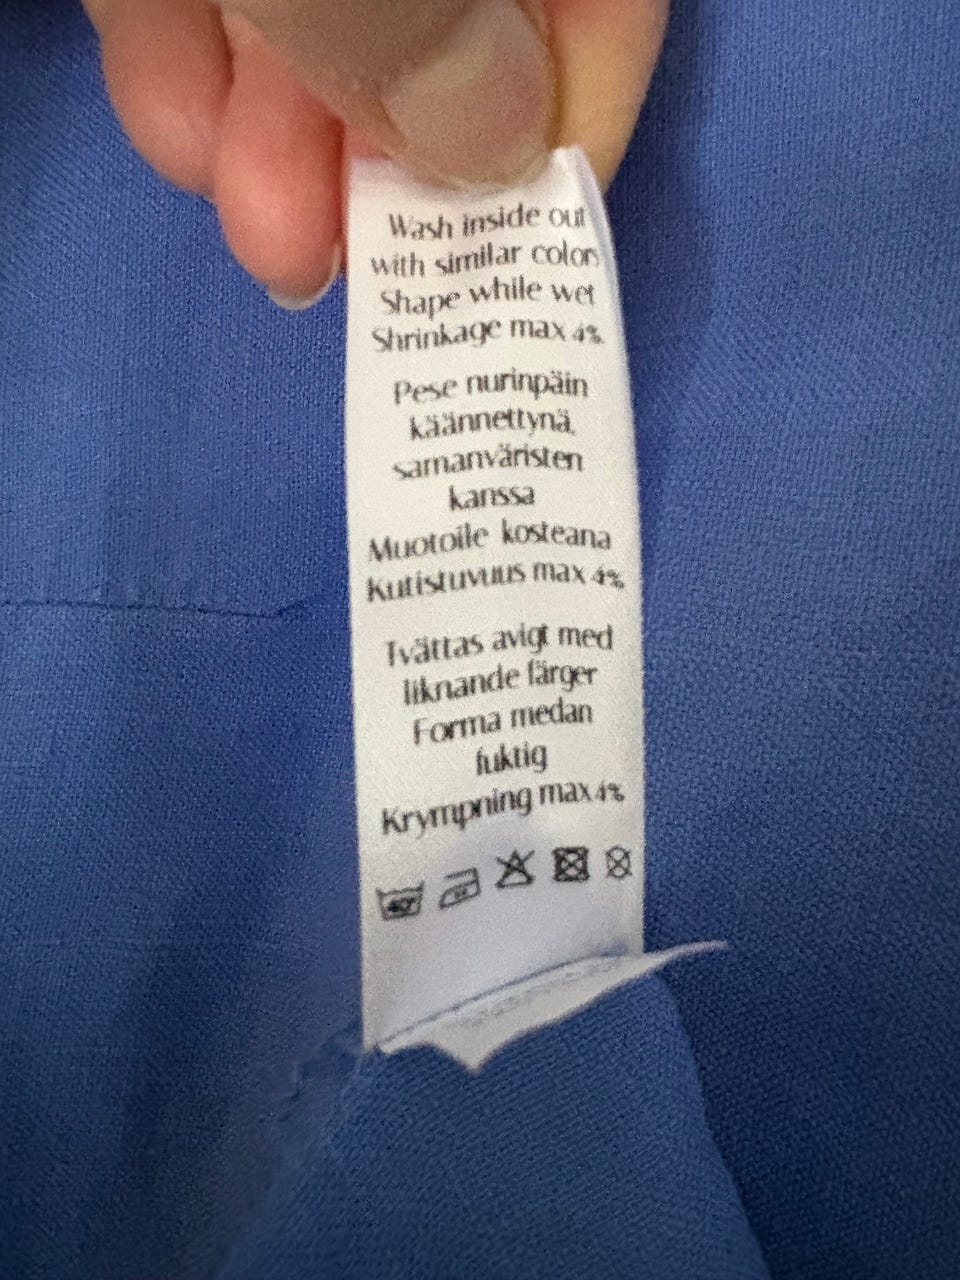 Wash inside out
with similar colors
Shape while wet
Shrinkage max 4%
Pese nurinpäin
käännettynä,
samanväristen
kanssa
Muotoile kosteana
Kutistuvuus max 4%
Tvättas avigt med
liknande färger
Forma medan
fuktig
Krympning max 4%
40°